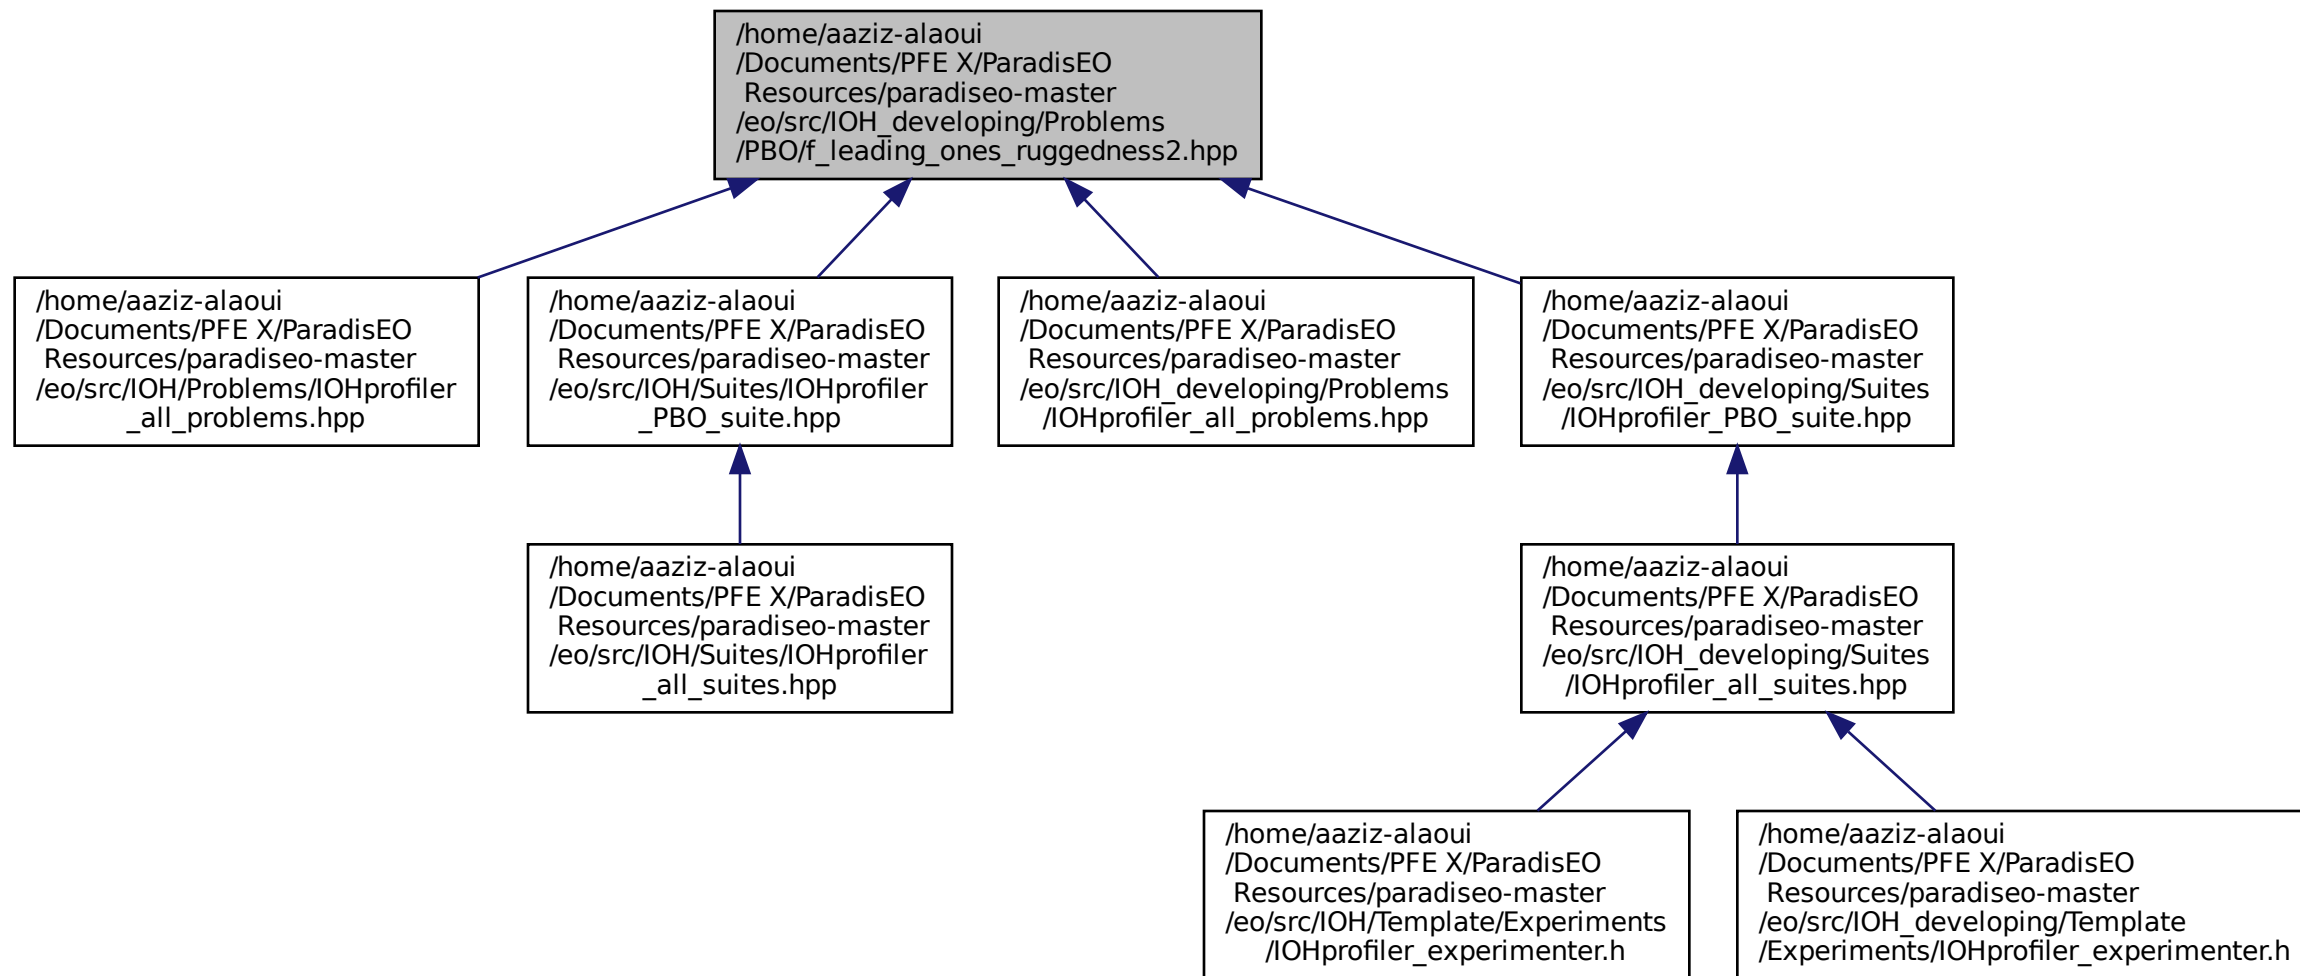 /home/aaziz-alaoui
/Documents/PFE X/ParadisEO
Resources/paradiseo-master
/eo/src/IOH_developing/Problems
/PBO/f_leading_ones_ruggedness2.hpp
/home/aaziz-alaoui
/Documents/PFE X/ParadisEO
Resources/paradiseo-master
/eo/src/IOH/Problems/IOHprofiler
_all_problems.hpp
/home/aaziz-alaoui
/Documents/PFE X/ParadisEO
Resources/paradiseo-master
/eo/src/IOH/Suites/IOHprofiler
_PBO_suite.hpp
/home/aaziz-alaoui
/Documents/PFE X/ParadisEO
Resources/paradiseo-master
/eo/src/IOH_developing/Problems
/IOHprofiler_all_problems.hpp
/home/aaziz-alaoui
/Documents/PFE X/ParadisEO
Resources/paradiseo-master
/eo/src/IOH_developing/Suites
/IOHprofiler_PBO_suite.hpp
/home/aaziz-alaoui
/Documents/PFE X/ParadisEO
Resources/paradiseo-master
/eo/src/IOH/Suites/IOHprofiler
_all_suites.hpp
/home/aaziz-alaoui
/Documents/PFE X/ParadisEO
Resources/paradiseo-master
/eo/src/IOH_developing/Suites
/IOHprofiler_all_suites.hpp
/home/aaziz-alaoui
/Documents/PFE X/ParadisEO
Resources/paradiseo-master
/eo/src/IOH/Template/Experiments
/IOHprofiler_experimenter.h
/home/aaziz-alaoui
/Documents/PFE X/ParadisEO
Resources/paradiseo-master
/eo/src/IOH_developing/Template
/Experiments/IOHprofiler_experimenter.h